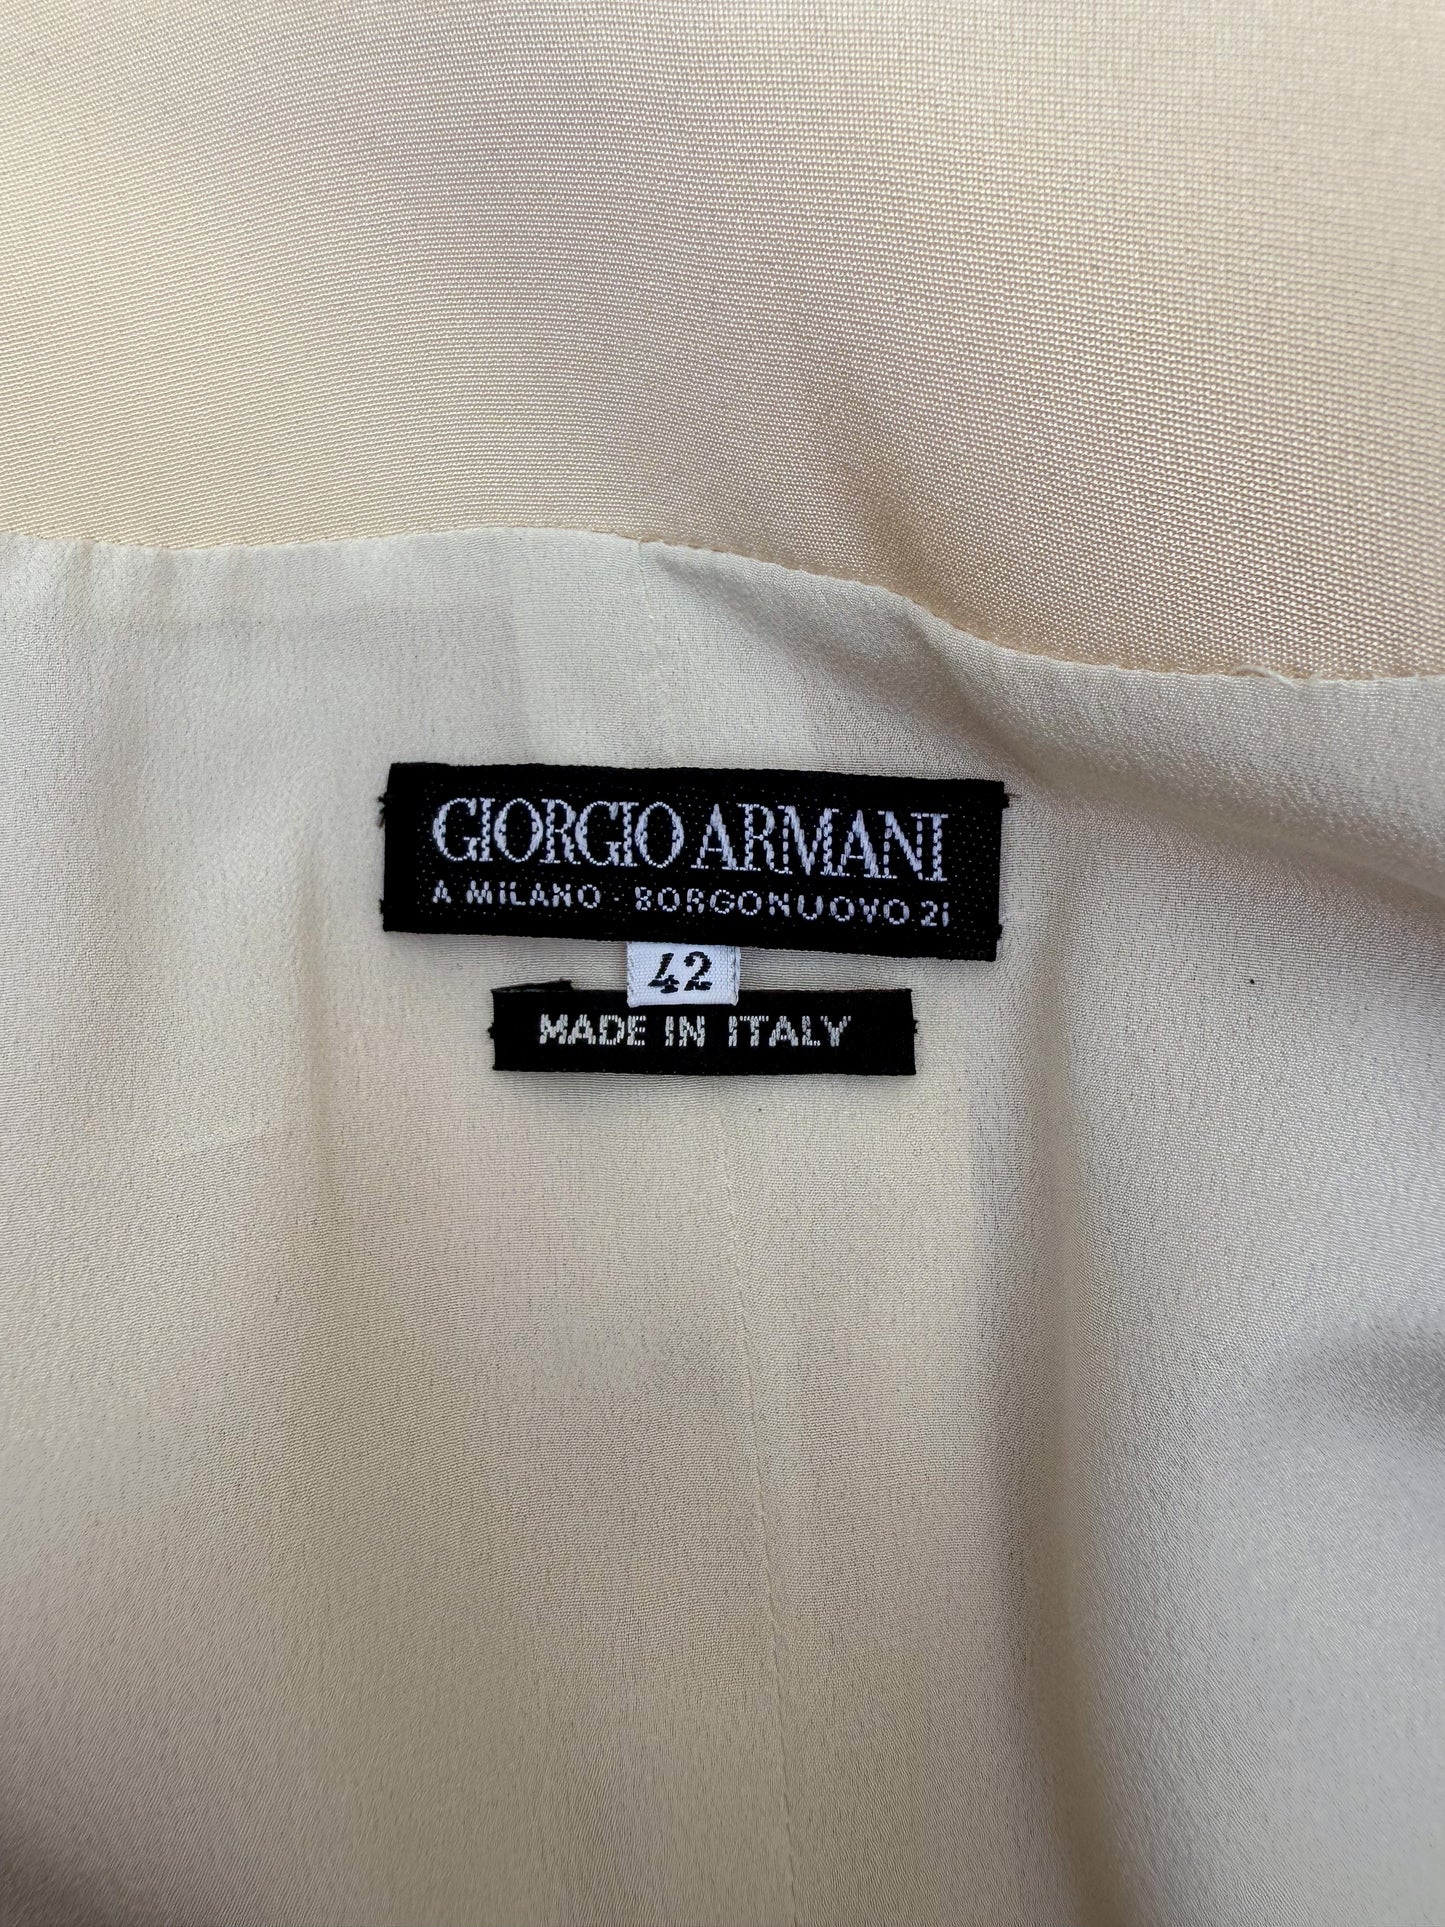 GIORGIO ARMANI
A MILANO · BORGONUOVO 21
42
MADE IN ITALY